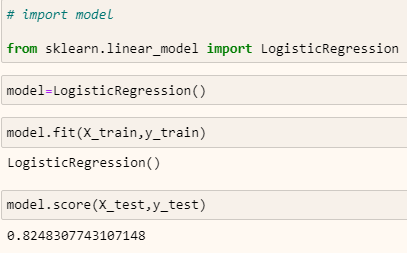 # import model
from sklearn.linear_model import LogisticRegression
model=LogisticRegression()
model.fit(X_train,y_train)
LogisticRegression()
model.score(X_test,y_test)
0.8248307743107148